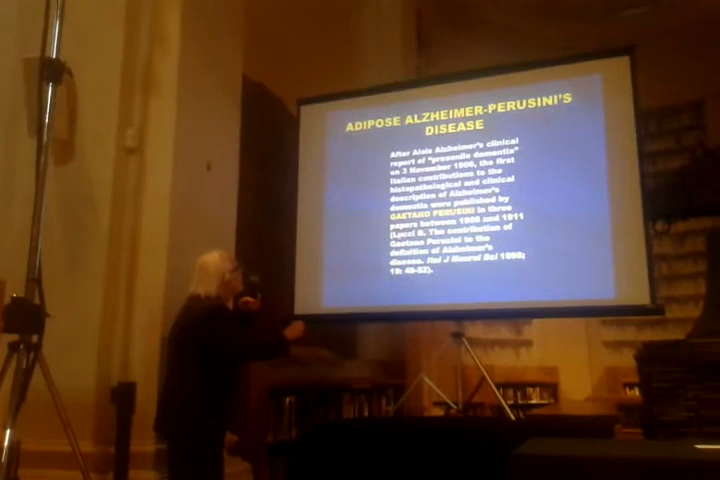 ADIPOSE ALZHEIMER-PERUSINI'S
DISEASE
After Alois Alzheimer's clinical
report of "presenile dementia"
on 3 November 1906, the first
Italian contributions to the
histopathological and clinical
description of Alzheimer's
dementia were published by
GAETANO PERUSINI in three
papers between 1906 and 1911
(Lucci B. The contribution of
Gaetano Perusini to the
definition of Alzheimer's
disease. Ital J Neurol Sci 1998;
19: 49-52).